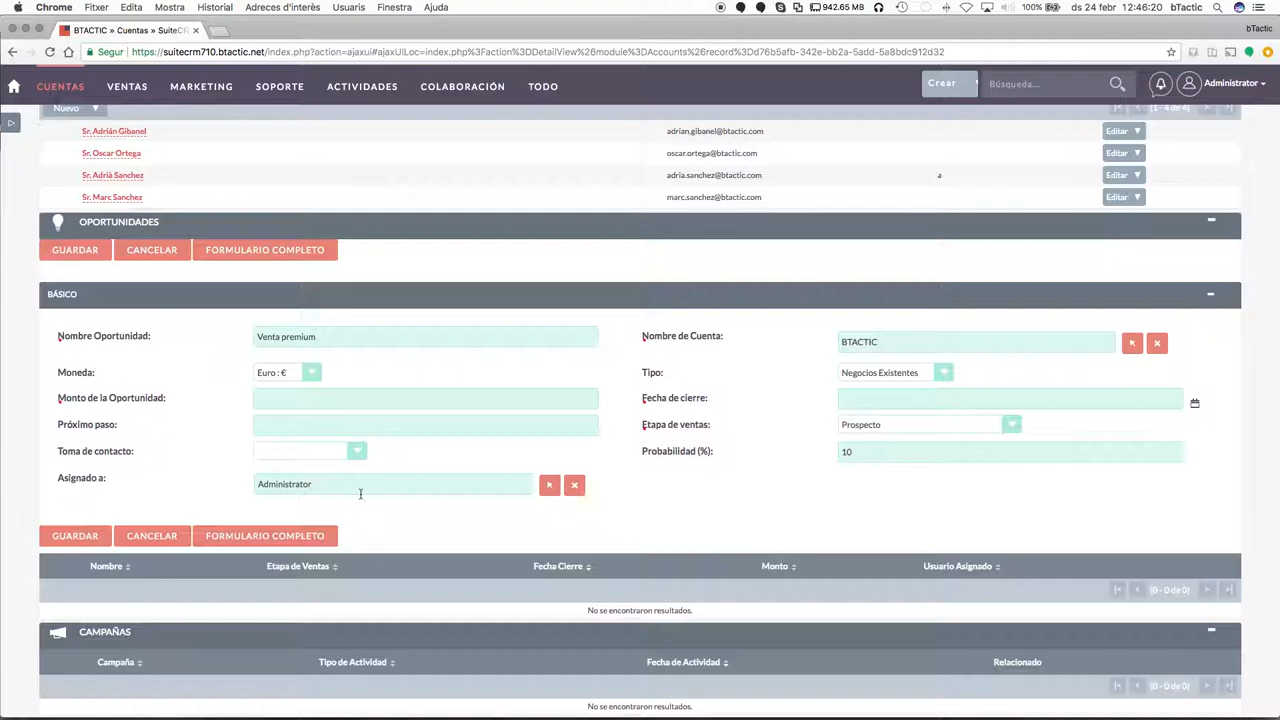 Chrome Fitxer Edita Mostra Historial Adreces d'interès Usuaris Finestra Ajuda 942.65 MB 100% ds 24 febr 12:46:20 bTactic
BTACTIC » Cuentas » SuiteCR bTactic
Segur https://suitecrm710.btactic.net/index.php?action=ajaxui#ajaxUILoc=index.php%3Faction%3DDetailView%26module%3DAccounts%26record%3Dd76b5afb-342e-bb2a-5add-5a8bdc912d32
CUENTAS VENTAS MARKETING SOPORTE ACTIVIDADES COLABORACIÓN TODO Crear Búsqueda... Administrator
Nuevo
Sr. Adrián Gibanel adrian.gibanel@btactic.com Editar
Sr. Oscar Ortega oscar.ortega@btactic.com Editar
Sr. Adrià Sanchez adria.sanchez@btactic.com a Editar
Sr. Marc Sanchez marc.sanchez@btactic.com Editar
OPORTUNIDADES
GUARDAR CANCELAR FORMULARIO COMPLETO
BÁSICO
Nombre Oportunidad: Venta premium Nombre de Cuenta: BTACTIC
Moneda: Euro : € Tipo: Negocios Existentes
Monto de la Oportunidad: Fecha de cierre:
Próximo paso: Etapa de ventas: Prospecto
Toma de contacto: Probabilidad (%): 10
Asignado a: Administrator
GUARDAR CANCELAR FORMULARIO COMPLETO
Nombre Etapa de Ventas Fecha Cierre Monto Usuario Asignado
(0 - 0 de 0)
No se encontraron resultados.
CAMPAÑAS
Campaña Tipo de Actividad Fecha de Actividad Relacionado
(0 - 0 de 0)
No se encontraron resultados.